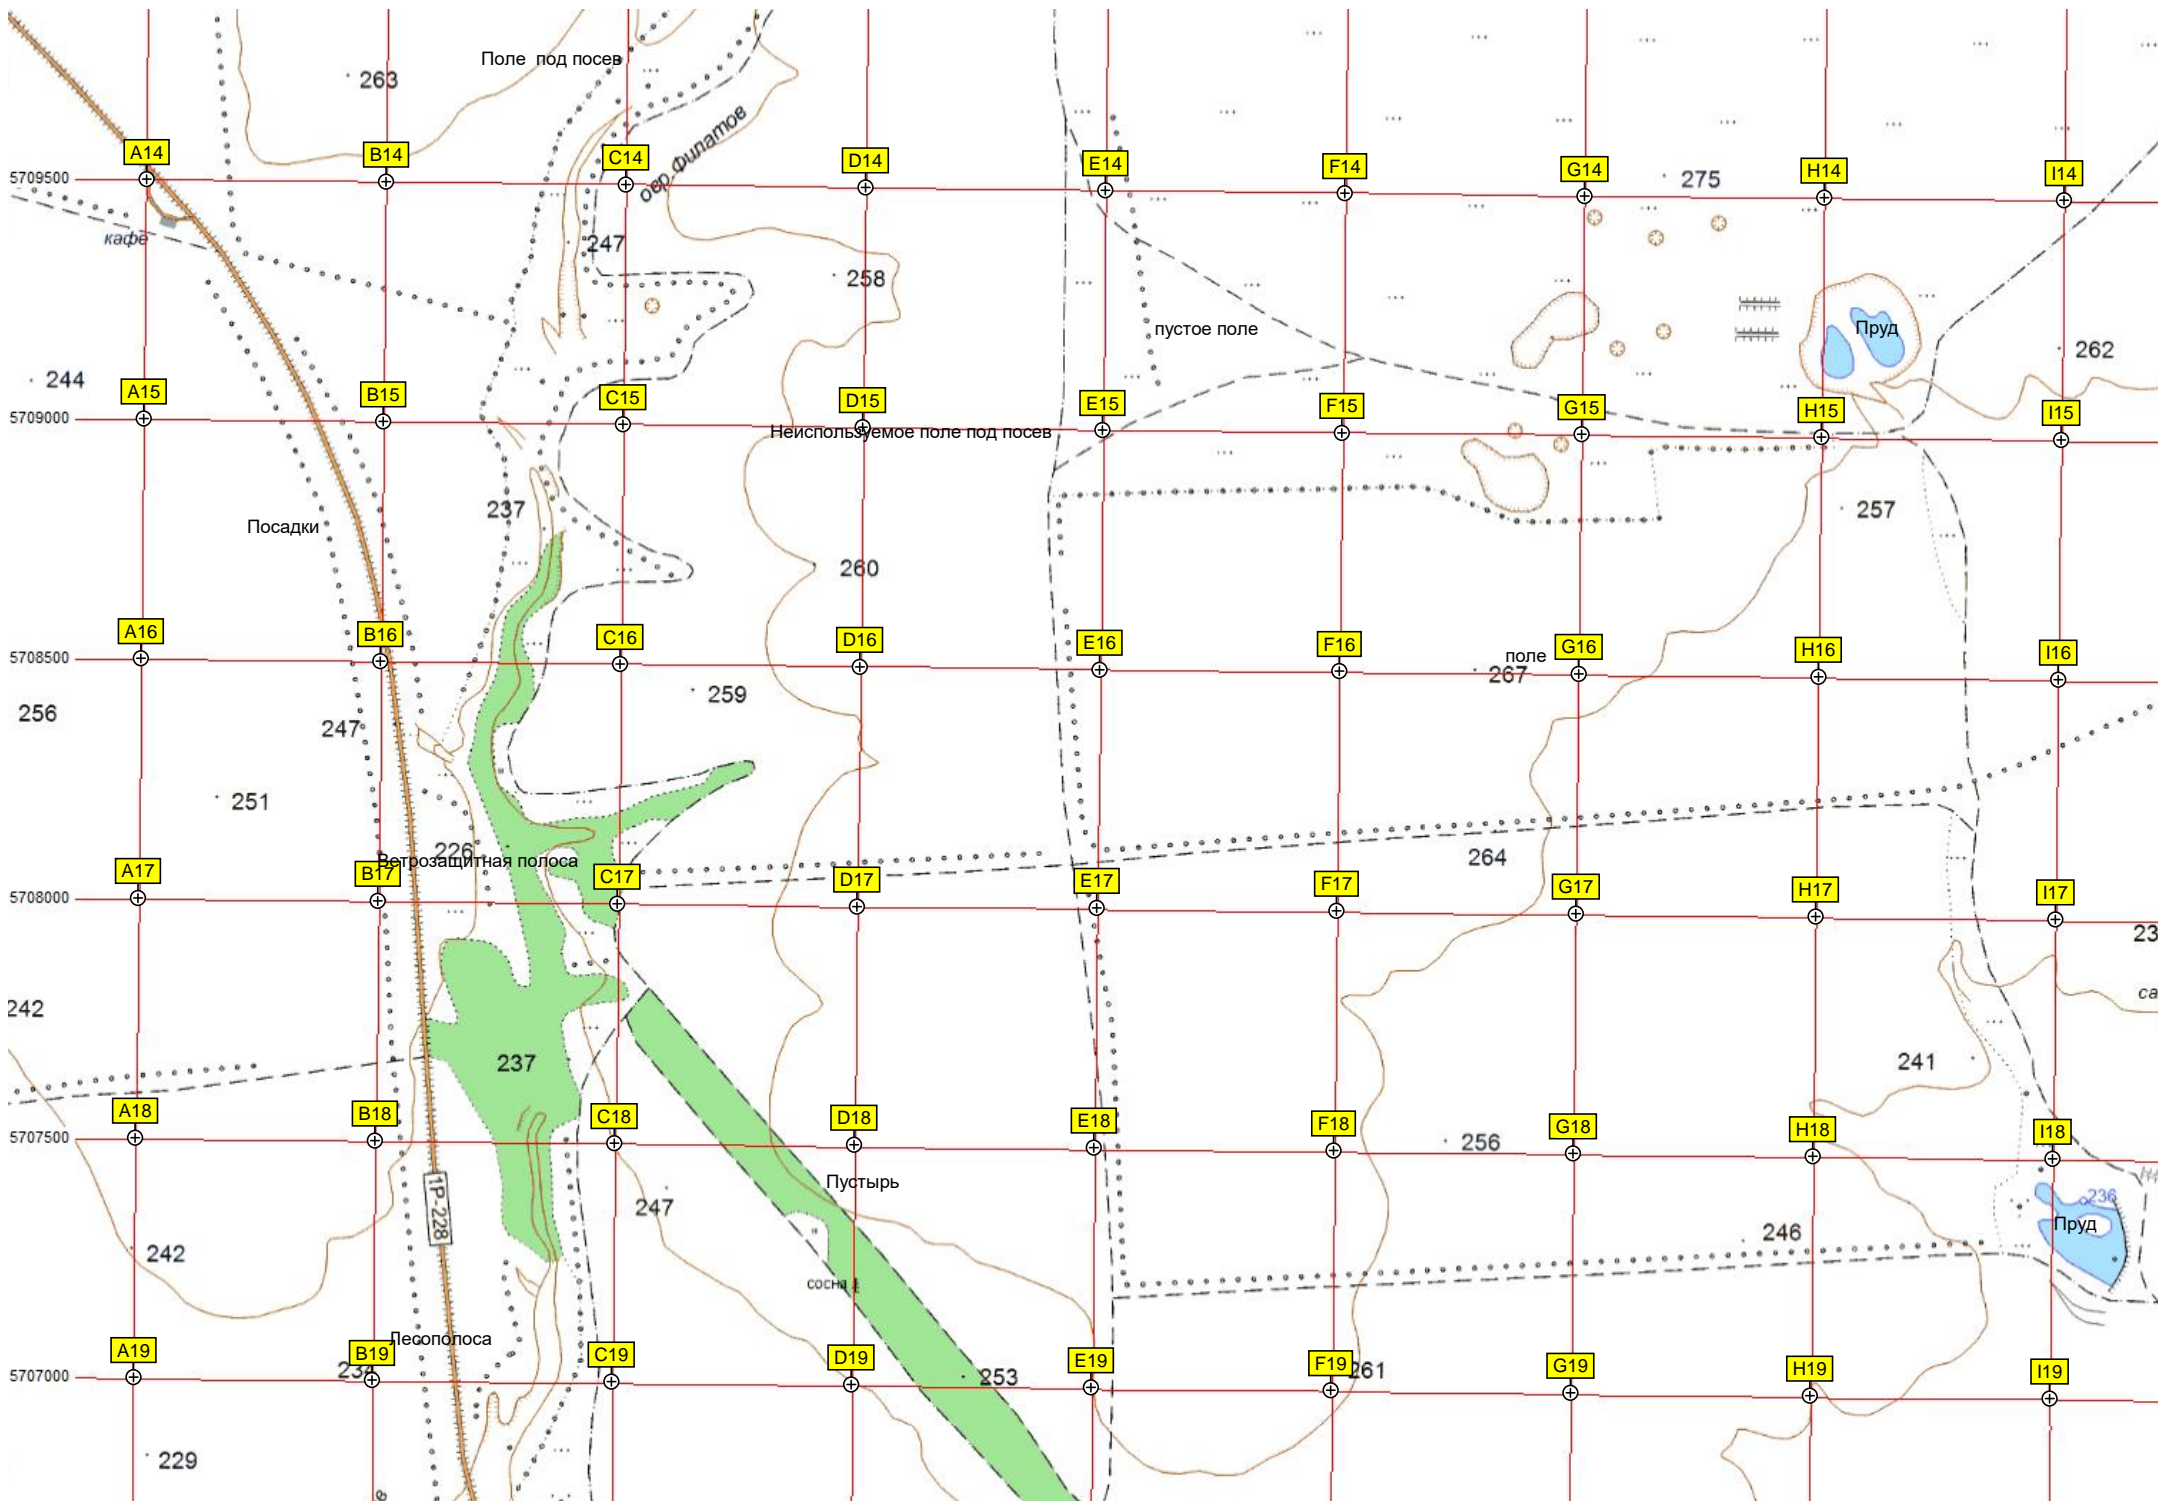 Поле под посев
263
A14
B14
C14
D14
E14
F14
G14
H14
I14
овр. Филатов
5709500
275
кафе
247
258
пустое поле
Пруд
262
244
A15
B15
C15
D15
E15
F15
G15
H15
I15
5709000
Неиспользуемое поле под посев
237
257
Посадки
260
A16
B16
C16
D16
E16
F16
G16
H16
I16
5708500
поле
267
259
256
247
251
226
Ветрозащитная полоса
264
A17
B17
C17
D17
E17
F17
G17
H17
I17
5708000
23
са
242
237
241
A18
B18
C18
D18
E18
F18
G18
H18
I18
5707500
256
Пустырь
1Р-228
247
236
Пруд
246
242
сосна
Лесополоса
A19
B19
C19
D19
E19
F19
G19
H19
I19
5707000
234
253
261
229